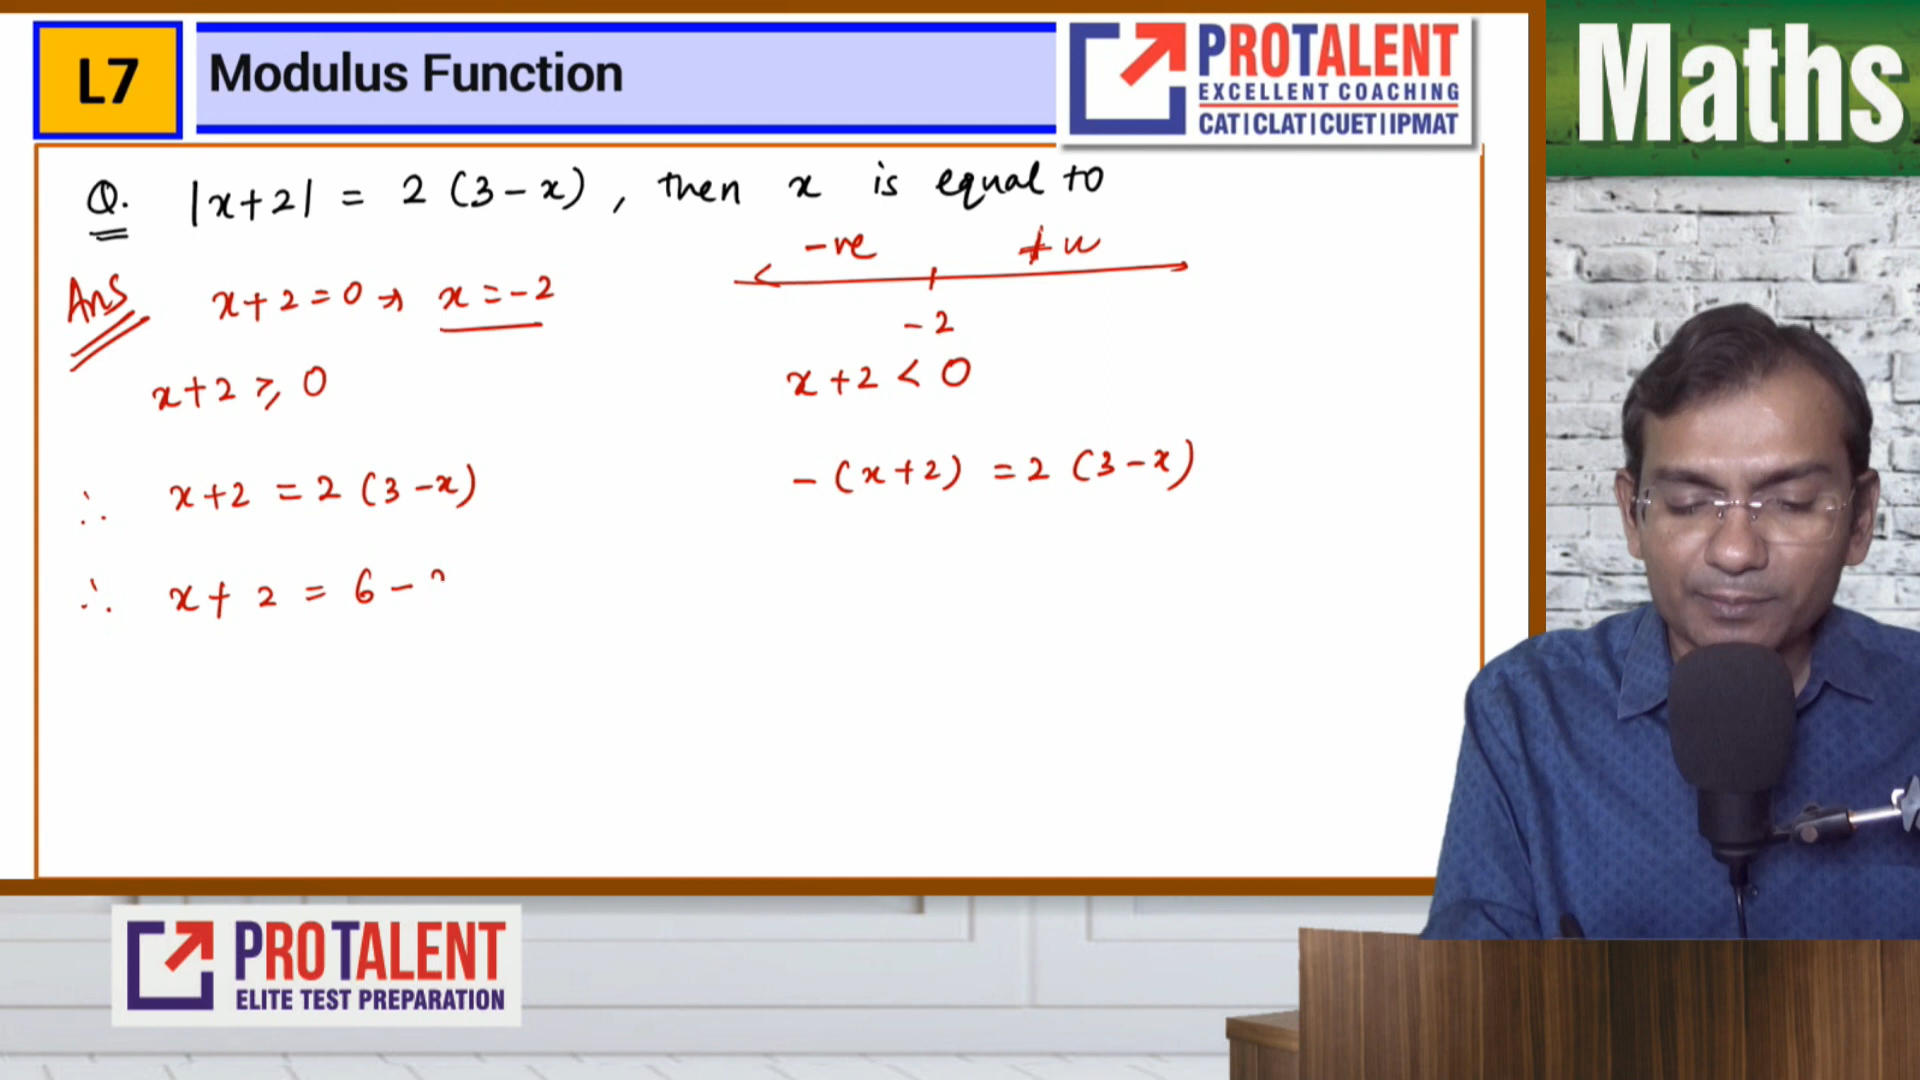 L7
Modulus Function
PROTALENT
EXCELLENT COACHING
CAT|CLAT|CUET|IPMAT
Maths
Q. |x+2| = 2 (3-x), then x is equal to
-ve +ve
Ans x+2=0 → x=-2
-2
x+2 ≥ 0
x+2 < 0
∴ x+2 = 2 (3-x)
-(x+2) = 2 (3-x)
∴ x+2 = 6 -
PROTALENT
ELITE TEST PREPARATION